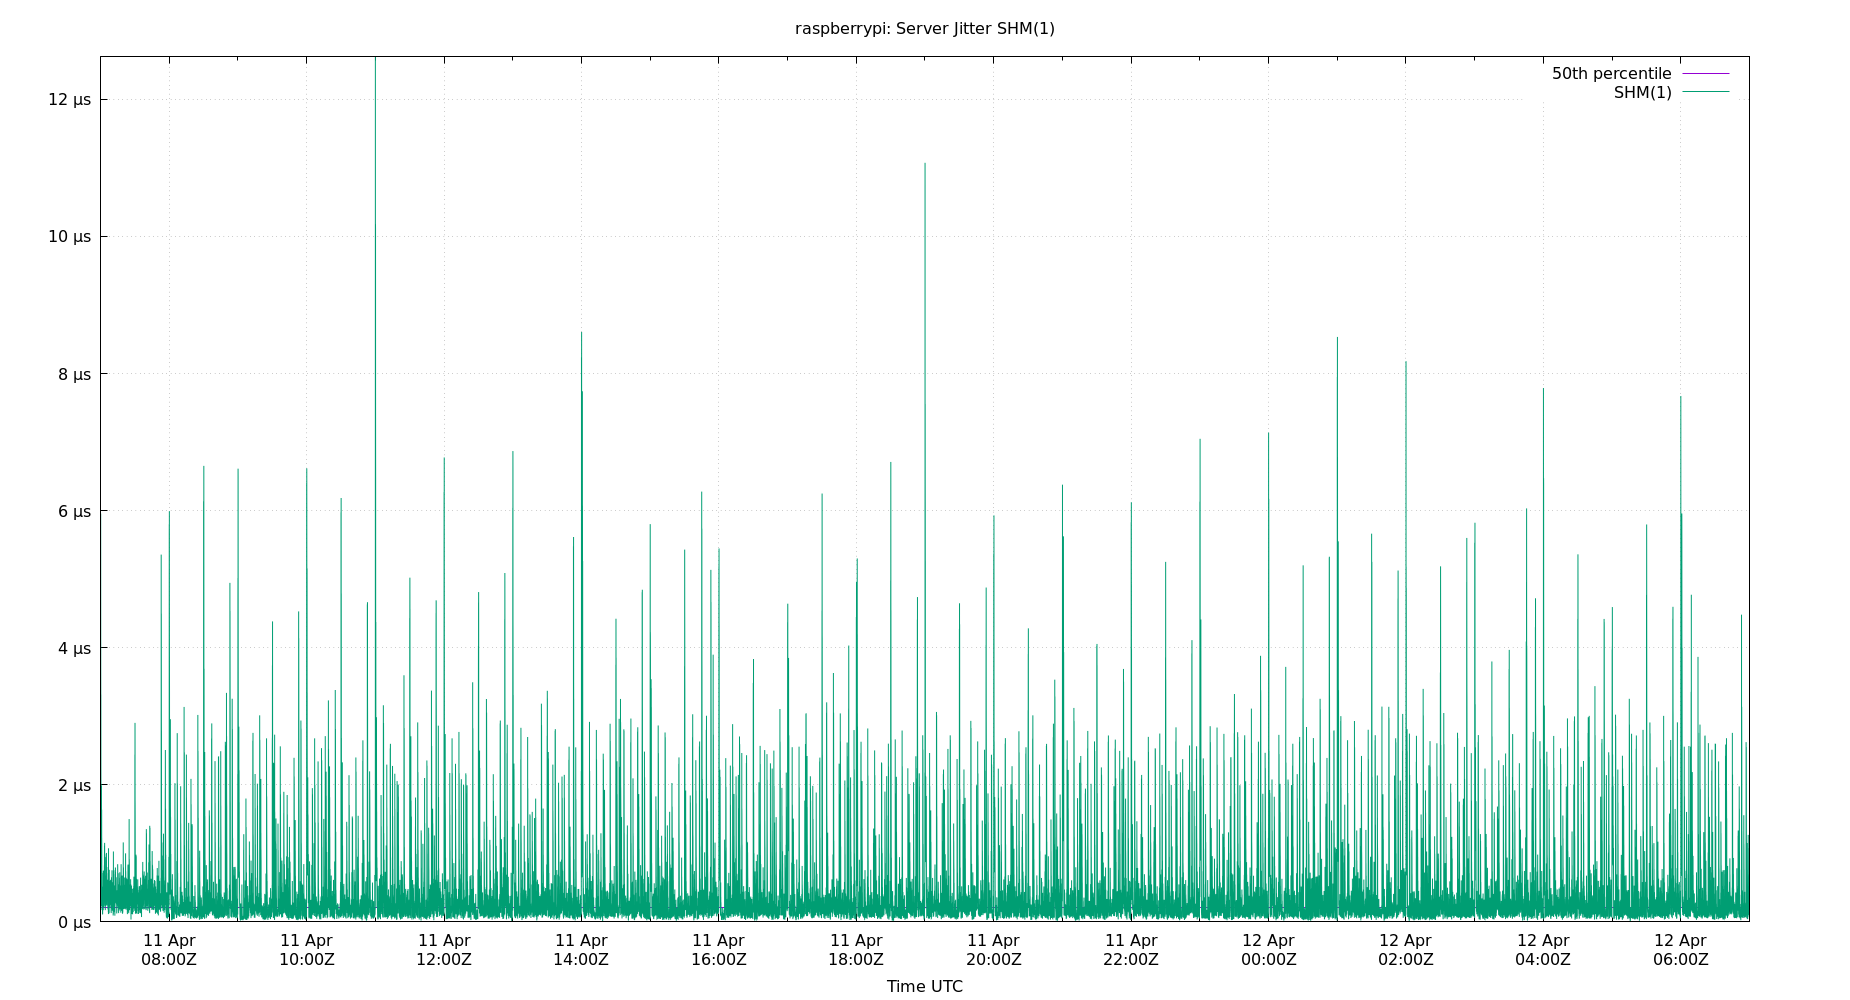 raspberrypi: Server Jitter SHM(1)
50th percentile
SHM(1)
12 µs
10 µs
8 µs
6 µs
4 µs
2 µs
0 µs
11 Apr 11 Apr 11 Apr 11 Apr 11 Apr 11 Apr 11 Apr 11 Apr 12 Apr 12 Apr 12 Apr 12 Apr
08:00Z 10:00Z 12:00Z 14:00Z 16:00Z 18:00Z 20:00Z 22:00Z 00:00Z 02:00Z 04:00Z 06:00Z
Time UTC